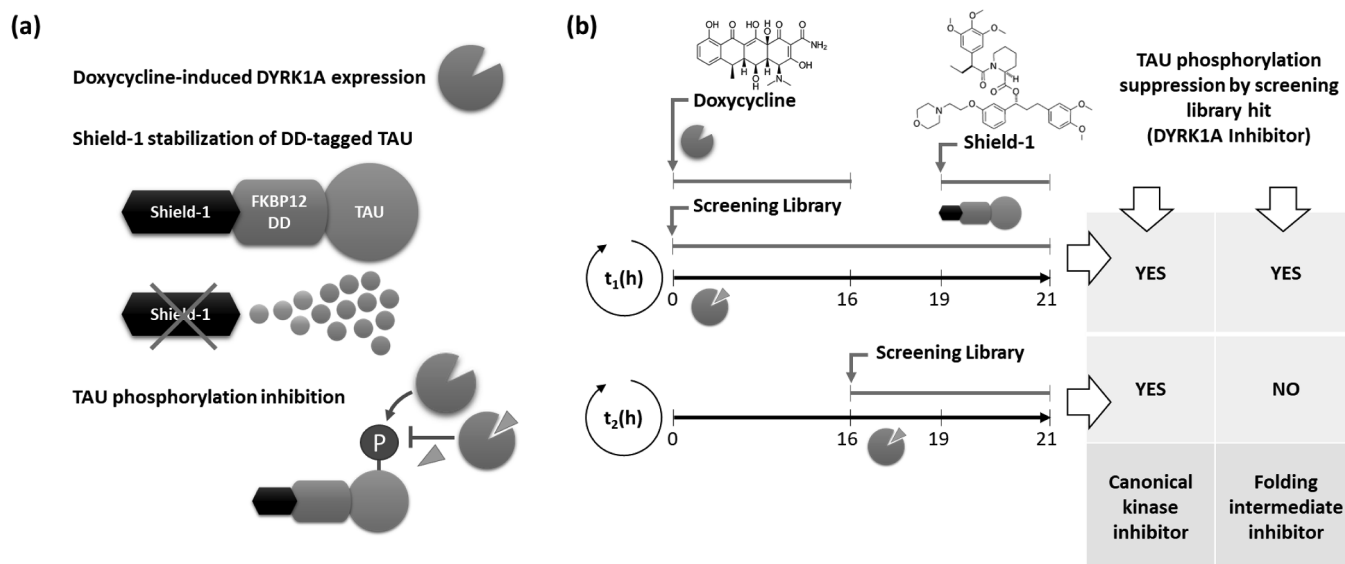 (a)
Doxycycline-induced DYRK1A expression
Shield-1 stabilization of DD-tagged TAU
Shield-1
FKBP12
DD
TAU
Shield-1
TAU phosphorylation inhibition
P
(b)
OH O OH O O
OH
NH₂
OH
OH
N
Doxycycline
O
O
O
N
O
H
O
O
N
O
O
O
O
Shield-1
TAU phosphorylation
suppression by screening
library hit
(DYRK1A Inhibitor)
Screening Library
t₁(h)
0 16 19 21
YES YES
Screening Library
t₂(h)
0 16 19 21
YES NO
Canonical
kinase
inhibitor
Folding
intermediate
inhibitor